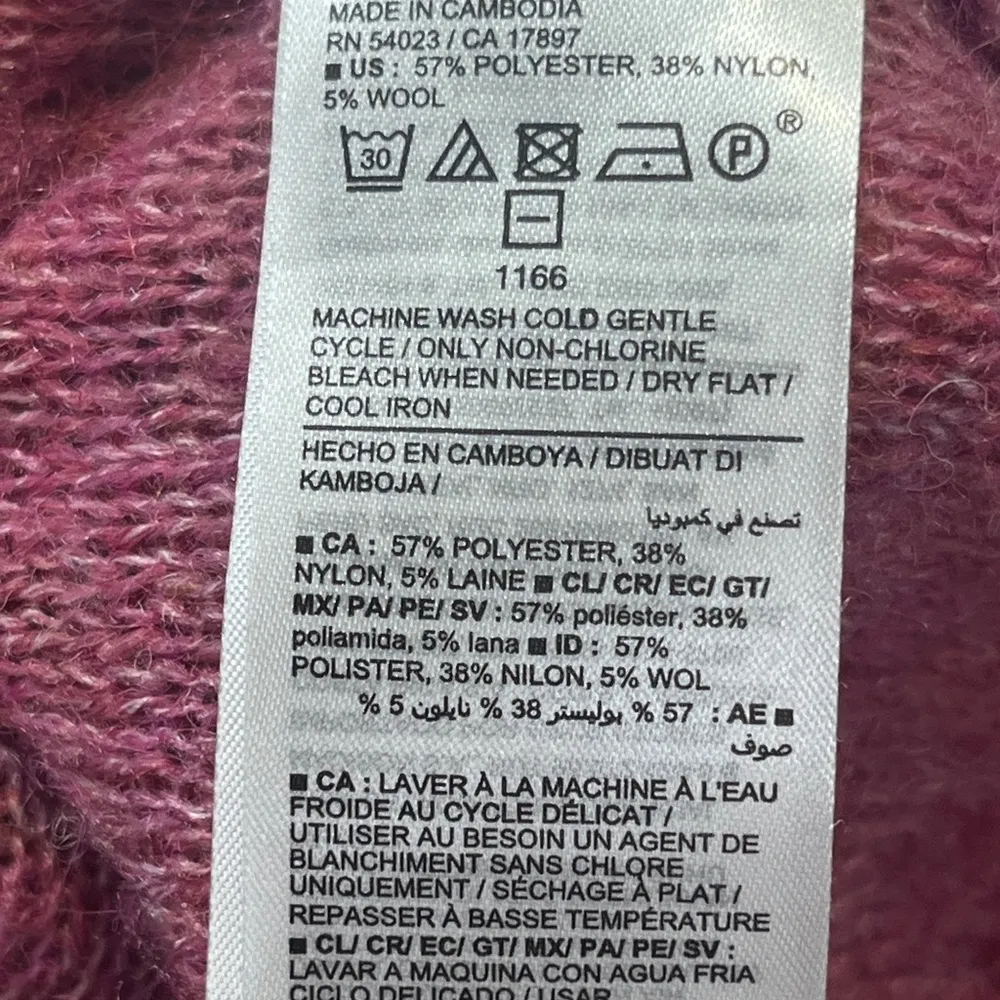 MADE IN CAMBODIA
RN 54023 / CA 17897
■ US : 57% POLYESTER, 38% NYLON,
5% WOOL
30
P ®
1166
MACHINE WASH COLD GENTLE
CYCLE / ONLY NON-CHLORINE
BLEACH WHEN NEEDED / DRY FLAT /
COOL IRON
HECHO EN CAMBOYA / DIBUAT DI
KAMBOJA /
تصنع في كمبوديا
■ CA : 57% POLYESTER, 38%
NYLON, 5% LAINE ■ CL/ CR/ EC/ GT/
MX/ PA/ PE/ SV : 57% poliéster, 38%
poliamida, 5% lana ■ ID : 57%
POLISTER, 38% NILON, 5% WOL
■ AE : 57 % بوليستر 38 % نايلون 5 %
صوف
■ CA : LAVER À LA MACHINE À L'EAU
FROIDE AU CYCLE DÉLICAT /
UTILISER AU BESOIN UN AGENT DE
BLANCHIMENT SANS CHLORE
UNIQUEMENT / SÉCHAGE À PLAT /
REPASSER À BASSE TEMPÉRATURE
■ CL/ CR/ EC/ GT/ MX/ PA/ PE/ SV :
LAVAR A MAQUINA CON AGUA FRIA
CICLO DELICADO / USAR